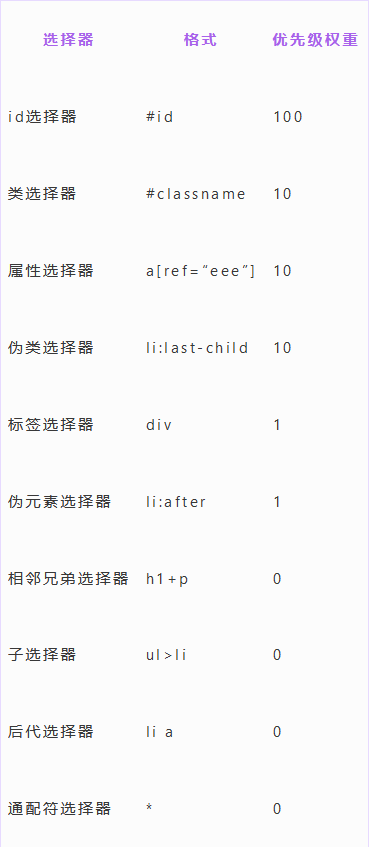 选择器 格式 优先级权重
id选择器 #id 100
类选择器 #classname 10
属性选择器 a[ref=“eee”] 10
伪类选择器 li:last-child 10
标签选择器 div 1
伪元素选择器 li:after 1
相邻兄弟选择器 h1+p 0
子选择器 ul>li 0
后代选择器 li a 0
通配符选择器 * 0